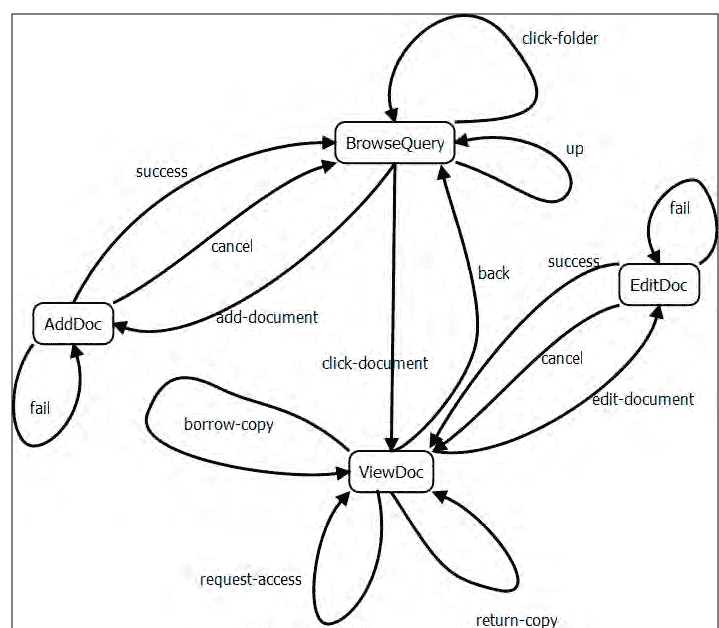 click-folder
BrowseQuery
up
success
fail
cancel
back
success
EditDoc
AddDoc
add-document
click-document
cancel
edit-document
fail
borrow-copy
ViewDoc
request-access
return-copy